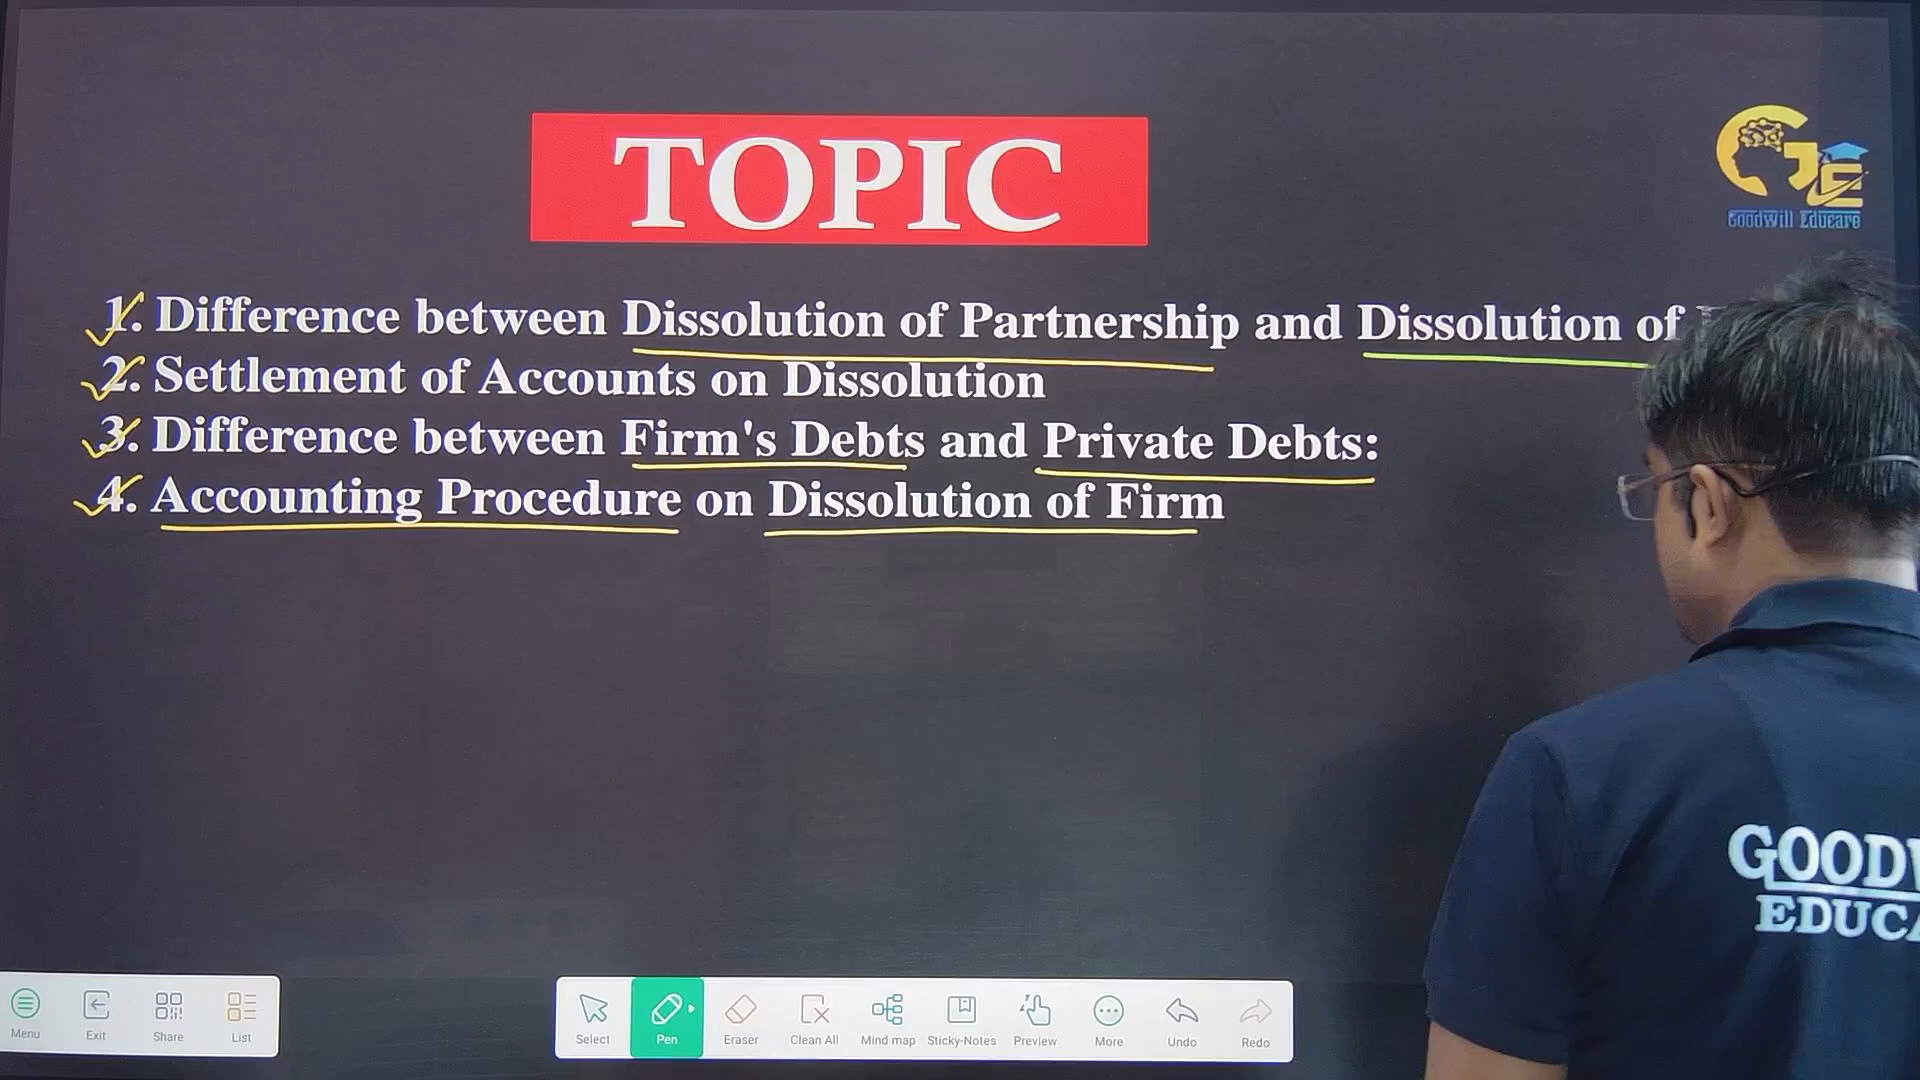 TOPIC
Goodwill Educare
1. Difference between Dissolution of Partnership and Dissolution of
2. Settlement of Accounts on Dissolution
3. Difference between Firm's Debts and Private Debts:
4. Accounting Procedure on Dissolution of Firm
GOOD
EDUCA
Menu Exit Share List Select Pen Eraser Clean All Mind map Sticky-Notes Preview More Undo Redo